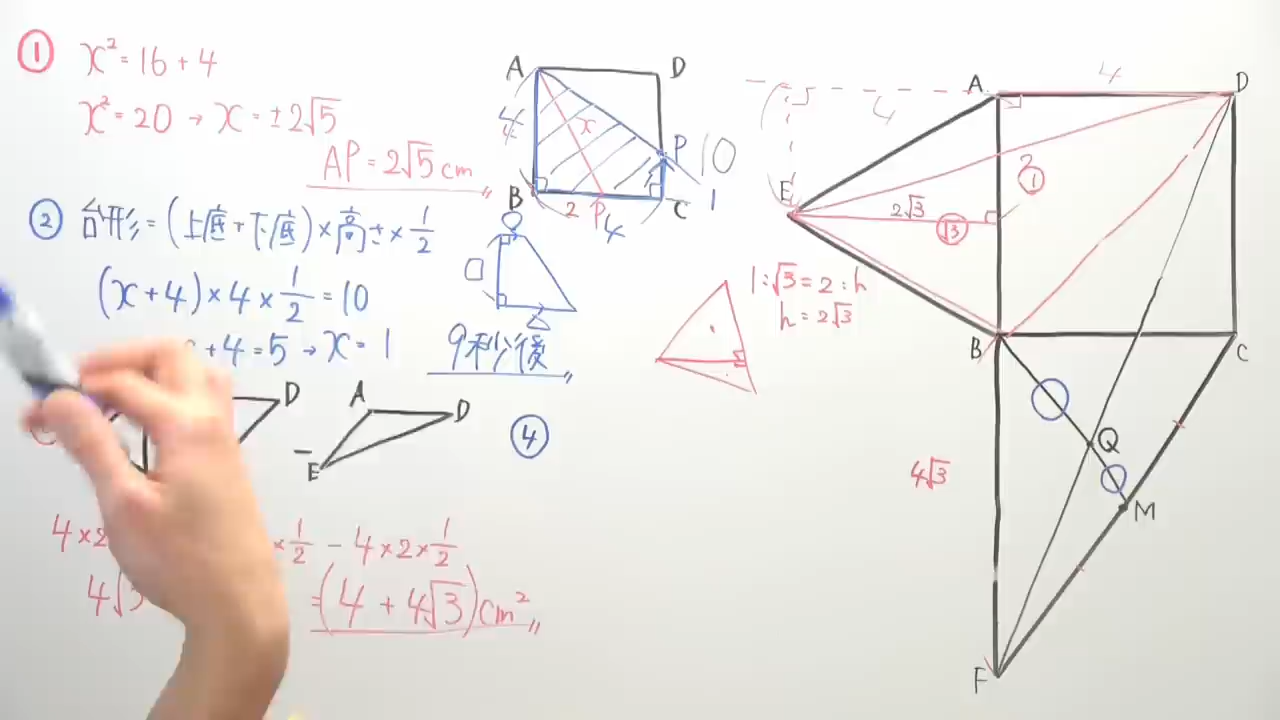 ① x² = 16 + 4
x² = 20 → x = ±2√5
AP = 2√5 cm
② 台形 = (上底 + 下底) × 高さ × 1/2
(x + 4) × 4 × 1/2 = 10
+ 4 = 5 → x = 1
9秒後
A D
4
4
x
P 10
B 2 P C 1
4
D
A D
E
④
4 × 2
× 1/2 − 4 × 2 × 1/2
4√3
= (4 + 4√3) cm²
1 : √3 = 2 : h
h = 2√3
A 4 D
4
2
①
E 2√3
√3
B C
4√3
Q
M
F